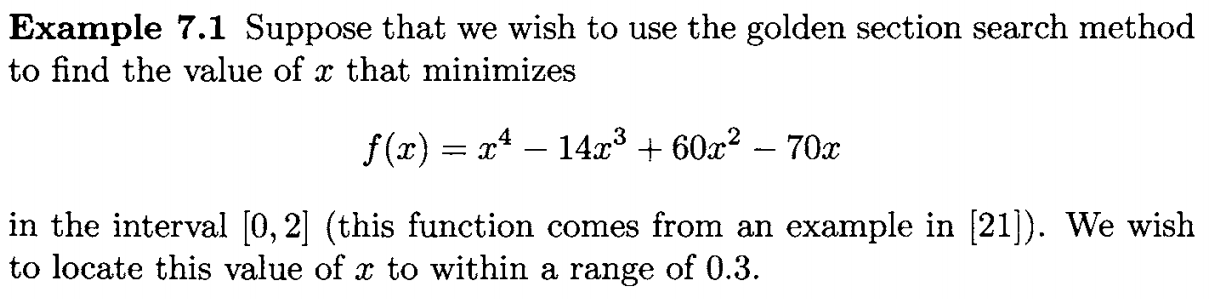 Example 7.1 Suppose that we wish to use the golden section search method
to find the value of x that minimizes
f(x) = x⁴ − 14x³ + 60x² − 70x
in the interval [0, 2] (this function comes from an example in [21]). We wish
to locate this value of x to within a range of 0.3.